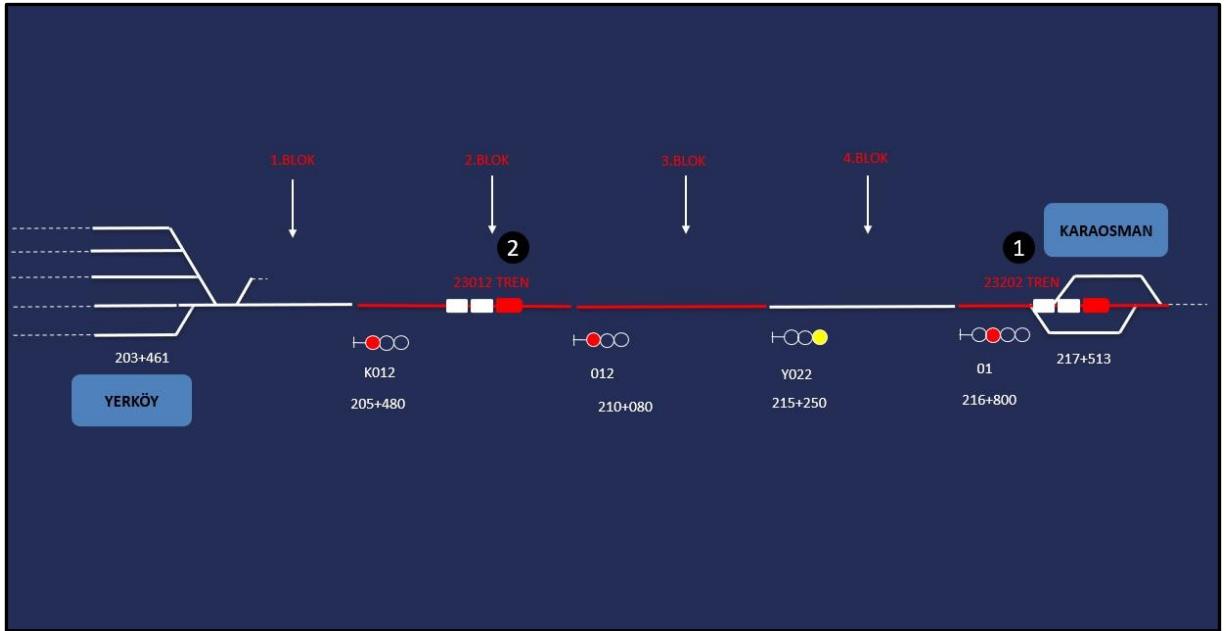 1.BLOK
2.BLOK
3.BLOK
4.BLOK
2
1
KARAOSMAN
23012 TREN
23202 TREN
203+461
YERKÖY
K012
205+480
012
210+080
Y022
215+250
01
216+800
217+513